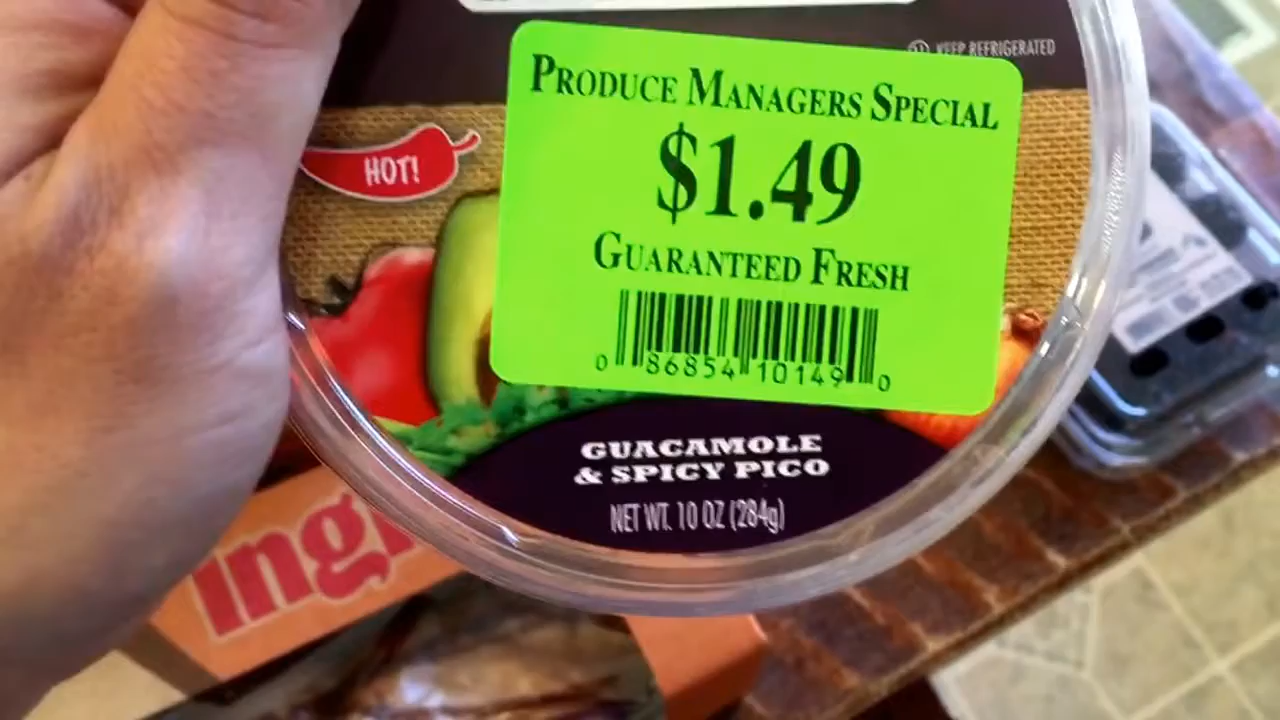 KEEP REFRIGERATED
PRODUCE MANAGERS SPECIAL
$1.49
HOT!
GUARANTEED FRESH
0 86854 10149 0
GUACAMOLE
& SPICY PICO
NET WT. 10 OZ (284g)
Ingl